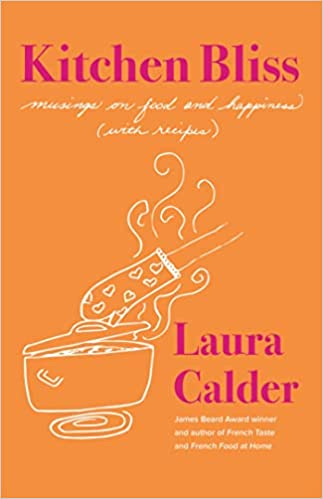 Kitchen Bliss
musings on food and happiness
(with recipes)
Laura
Calder
James Beard Award winner
and author of French Taste
and French Food at Home